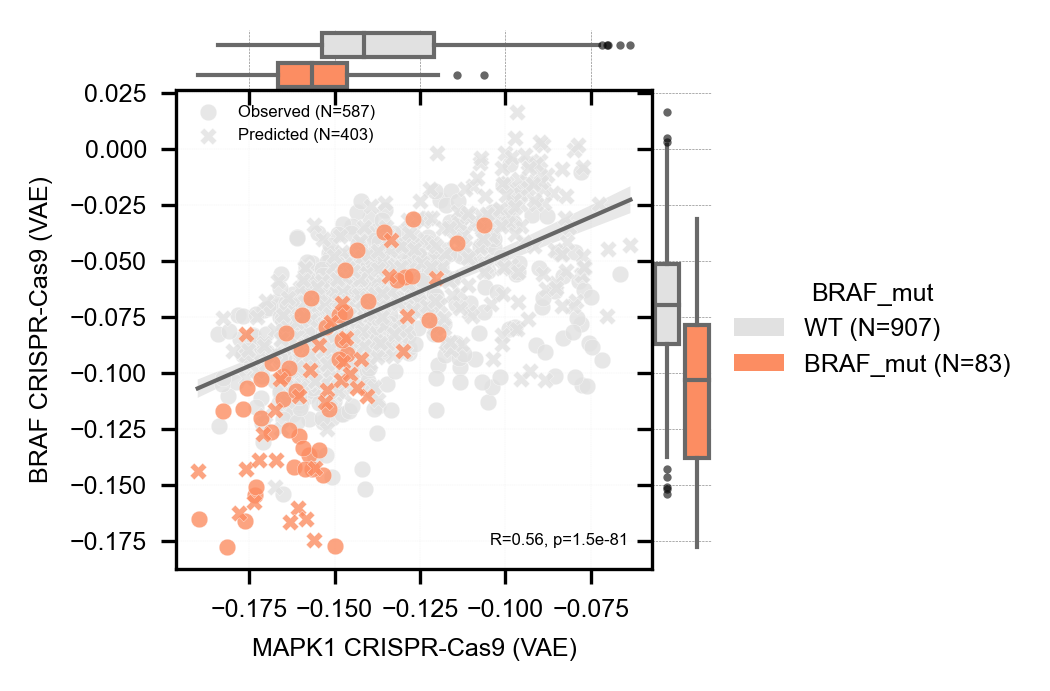 0.025
0.000
−0.025
−0.050
−0.075
−0.100
−0.125
−0.150
−0.175
BRAF CRISPR-Cas9 (VAE)
Observed (N=587)
Predicted (N=403)
R=0.56, p=1.5e-81
−0.175 −0.150 −0.125 −0.100 −0.075
MAPK1 CRISPR-Cas9 (VAE)
BRAF_mut
WT (N=907)
BRAF_mut (N=83)